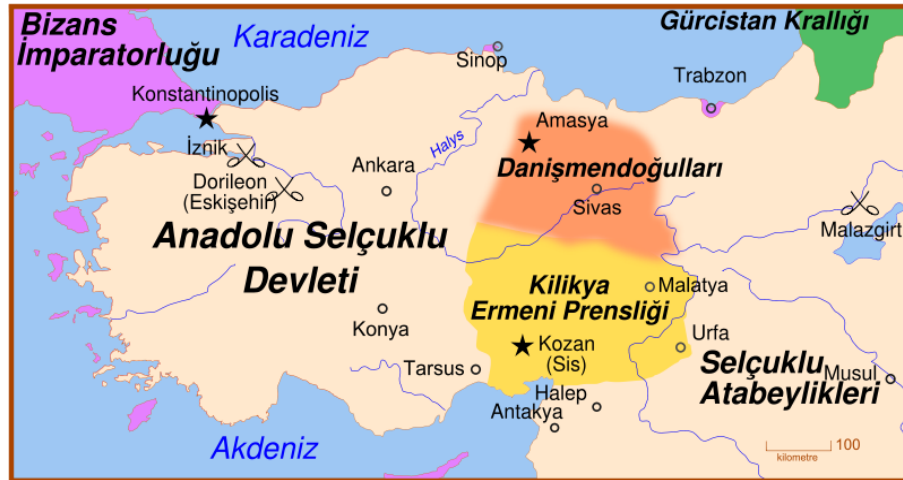 Bizans
İmparatorluğu
Karadeniz
Gürcistan Krallığı
Sinop
Trabzon
Konstantinopolis
İznik
Halys
Amasya
Ankara
Danişmendoğulları
Dorileon
(Eskişehir)
Sivas
Malazgirt
Anadolu Selçuklu
Devleti
Kilikya
Ermeni Prensliği
Malatya
Konya
Kozan
(Sis)
Urfa
Tarsus
Selçuklu
Atabeylikleri
Musul
Halep
Antakya
Akdeniz
100
kilometre